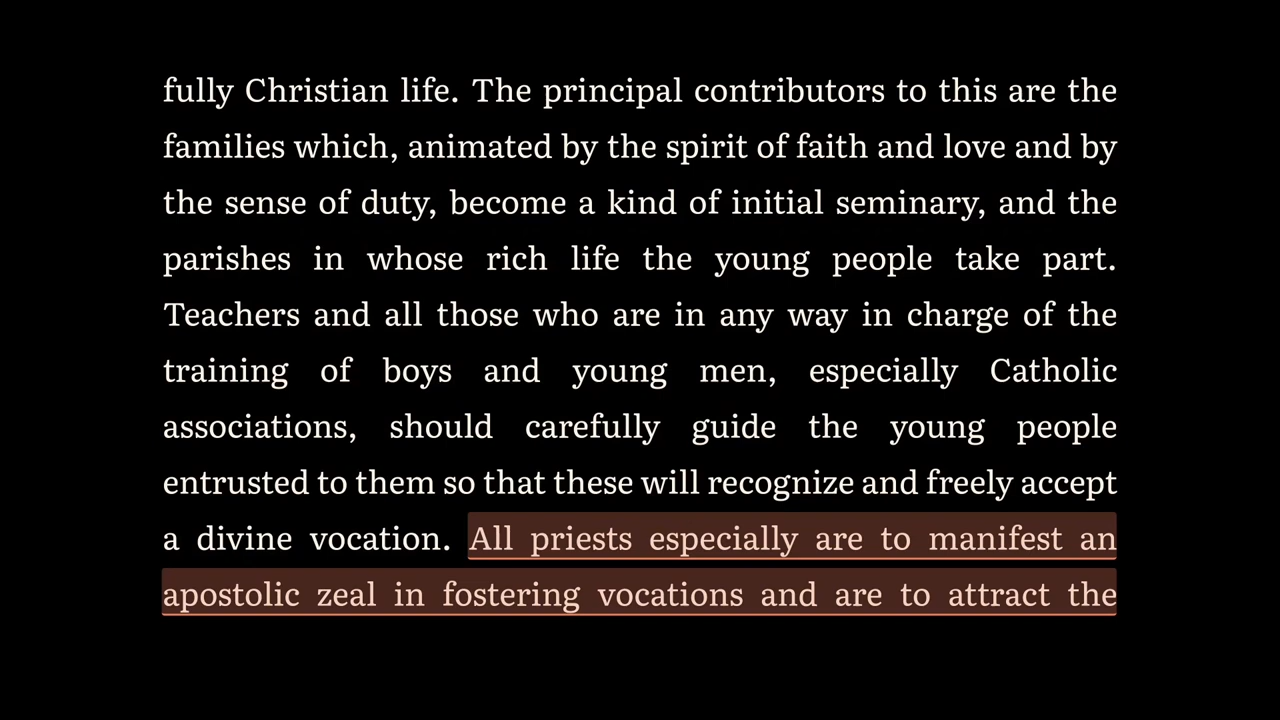 fully Christian life. The principal contributors to this are the
families which, animated by the spirit of faith and love and by
the sense of duty, become a kind of initial seminary, and the
parishes in whose rich life the young people take part.
Teachers and all those who are in any way in charge of the
training of boys and young men, especially Catholic
associations, should carefully guide the young people
entrusted to them so that these will recognize and freely accept
a divine vocation. All priests especially are to manifest an
apostolic zeal in fostering vocations and are to attract the